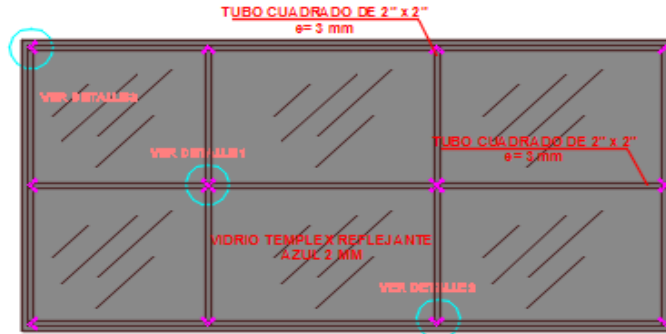 TUBO CUADRADO DE 2" x 2"
e= 3 mm
VER DETALLE 2
VER DETALLE 1
TUBO CUADRADO DE 2" x 2"
e= 3 mm
VIDRIO TEMPLEX REFLEJANTE
AZUL 2 MM
VER DETALLE 3